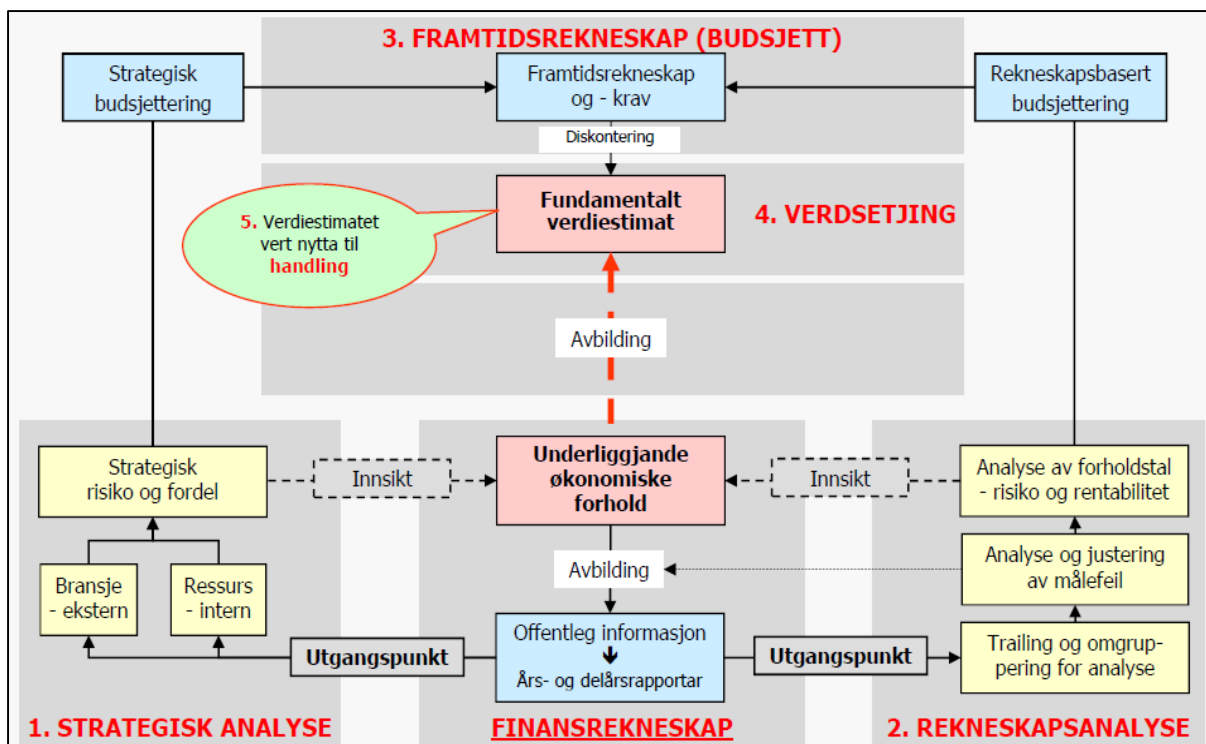 3. FRAMTIDSREKNESKAP (BUDSJETT)
Strategisk
budsjettering
Framtidsrekneskap
og - krav
Rekneskapsbasert
budsjettering
Diskontering
Fundamentalt
verdiestimat
4. VERDSETJING
5. Verdiestimatet
vert nytta til
handling
Avbilding
Strategisk
risiko og fordel
Innsikt
Underliggjande
økonomiske
forhold
Innsikt
Analyse av forholdstal
- risiko og rentabilitet
Bransje
- ekstern
Ressurs
- intern
Avbilding
Analyse og justering
av målefeil
Utgangspunkt
Offentleg informasjon
Års- og delårsrapportar
Utgangspunkt
Trailing og omgrup-
pering for analyse
1. STRATEGISK ANALYSE
FINANSREKNESKAP
2. REKNESKAPSANALYSE